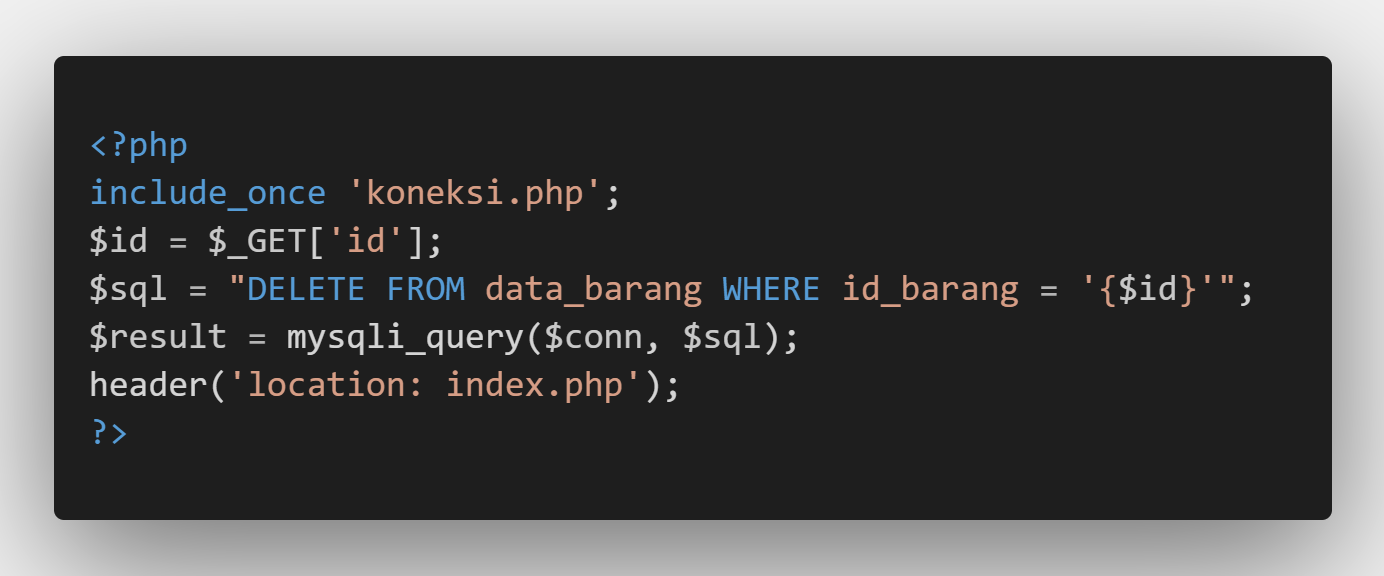 <?php
include_once 'koneksi.php';
$id = $_GET['id'];
$sql = "DELETE FROM data_barang WHERE id_barang = '{$id}'";
$result = mysqli_query($conn, $sql);
header('location: index.php');
?>